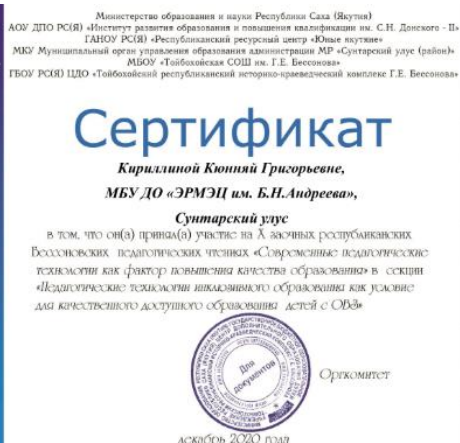 Министерство образования и науки Республики Саха (Якутия)
АОУ ДПО РС(Я) «Институт развития образования и повышения квалификации им. С.Н. Донского - II»
ГАНОУ РС(Я) «Республиканский ресурсный центр «Юные якутяне»
МКУ Муниципальный орган управления образования администрации МР «Сунтарский улус (район)»
МБОУ «Тойбохойская СОШ им. Г.Е. Бессонова»
ГБОУ РС(Я) ЦДО «Тойбохойский республиканский историко-краеведческий комплекс Г.Е. Бессонова»
Сертификат
Кириллиной Кюнняй Григорьевне,
МБУ ДО «ЭРМЭЦ им. Б.Н.Андреева»,
Сунтарский улус
в том, что он(а) принял(а) участие на X заочных республиканских
Бессоновских педагогических чтениях «Современные педагогические
технологии как фактор повышения качества образования» в секции
«Педагогические технологии инклюзивного образования как условие
для качественного доступного образования детей с ОВЗ»
Для
документов
Оргкомитет
декабрь 2020 года